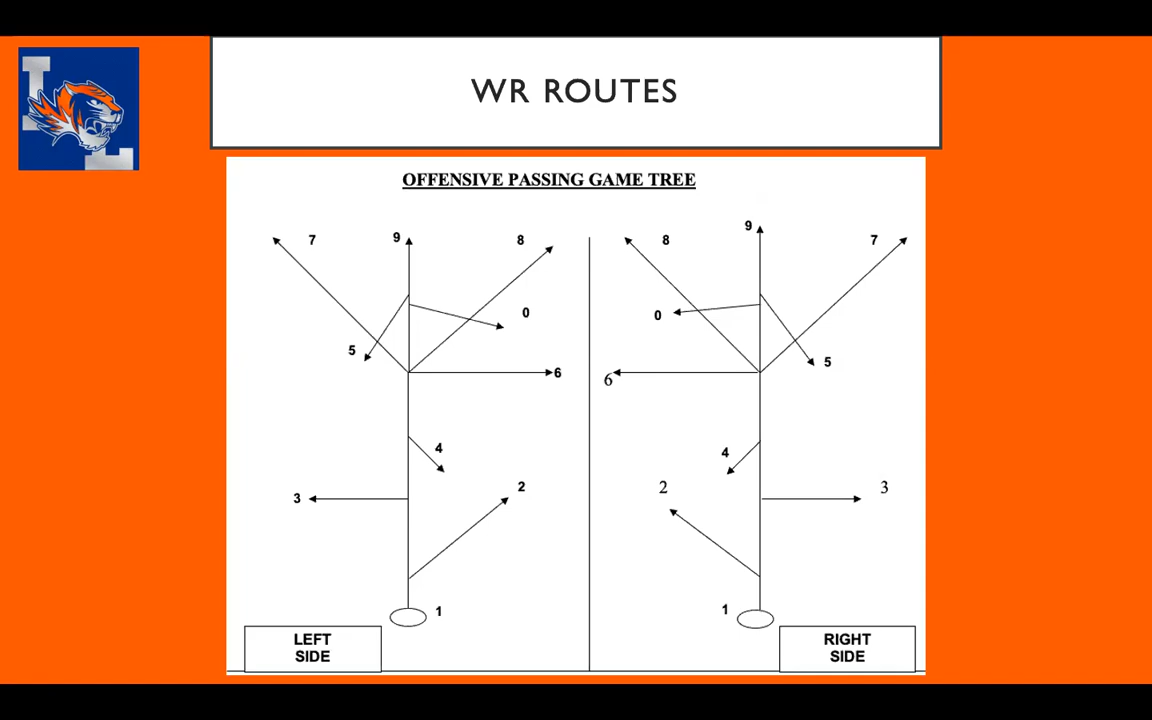 WR ROUTES
L
L
OFFENSIVE PASSING GAME TREE
7 9 8 8 9 7
0 0
5 5
6 6
4 4
3 2 2 3
1 1
LEFT
SIDE
RIGHT
SIDE